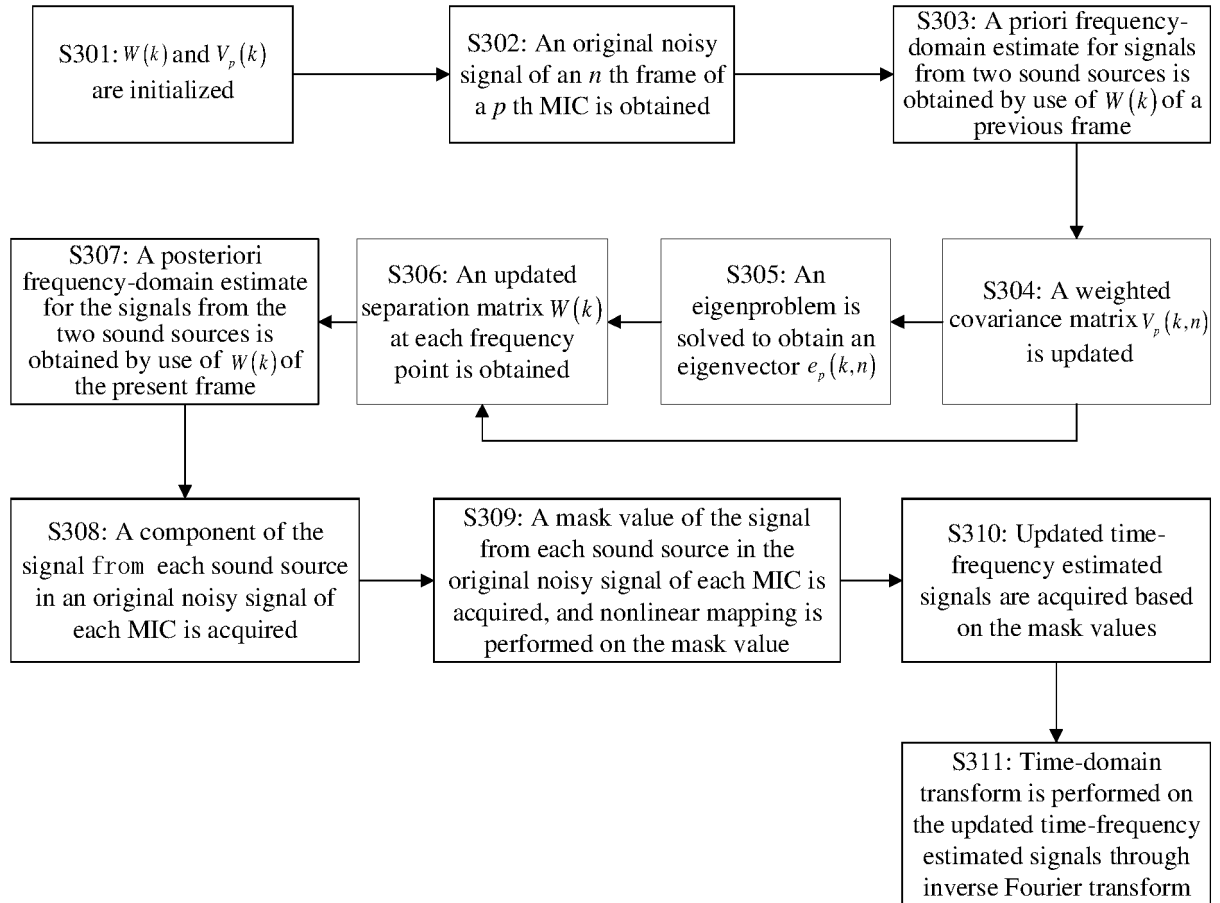 S301: W(k) and V_p(k)
are initialized
S302: An original noisy
signal of an n th frame of
a p th MIC is obtained
S303: A priori frequency-
domain estimate for signals
from two sound sources is
obtained by use of W(k) of a
previous frame
S304: A weighted
covariance matrix V_p(k,n)
is updated
S305: An
eigenproblem is
solved to obtain an
eigenvector e_p(k,n)
S306: An updated
separation matrix W(k)
at each frequency
point is obtained
S307: A posteriori
frequency-domain estimate
for the signals from the
two sound sources is
obtained by use of W(k) of
the present frame
S308: A component of the
signal from each sound source
in an original noisy signal of
each MIC is acquired
S309: A mask value of the signal
from each sound source in the
original noisy signal of each MIC is
acquired, and nonlinear mapping is
performed on the mask value
S310: Updated time-
frequency estimated
signals are acquired based
on the mask values
S311: Time-domain
transform is performed on
the updated time-frequency
estimated signals through
inverse Fourier transform